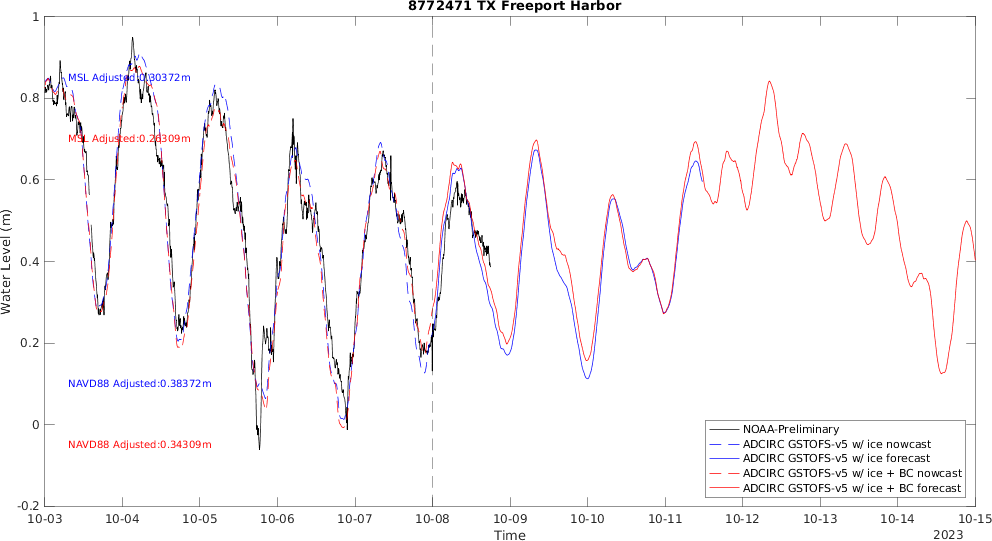 8772471 TX Freeport Harbor
1
0.8
0.6
0.4
0.2
0
-0.2
Water Level (m)
MSL Adjusted:0.30372m
MSL Adjusted:0.26309m
NAVD88 Adjusted:0.38372m
NAVD88 Adjusted:0.34309m
NOAA-Preliminary
ADCIRC GSTOFS-v5 w/ ice nowcast
ADCIRC GSTOFS-v5 w/ ice forecast
ADCIRC GSTOFS-v5 w/ ice + BC nowcast
ADCIRC GSTOFS-v5 w/ ice + BC forecast
10-03 10-04 10-05 10-06 10-07 10-08 10-09 10-10 10-11 10-12 10-13 10-14 10-15
Time
2023